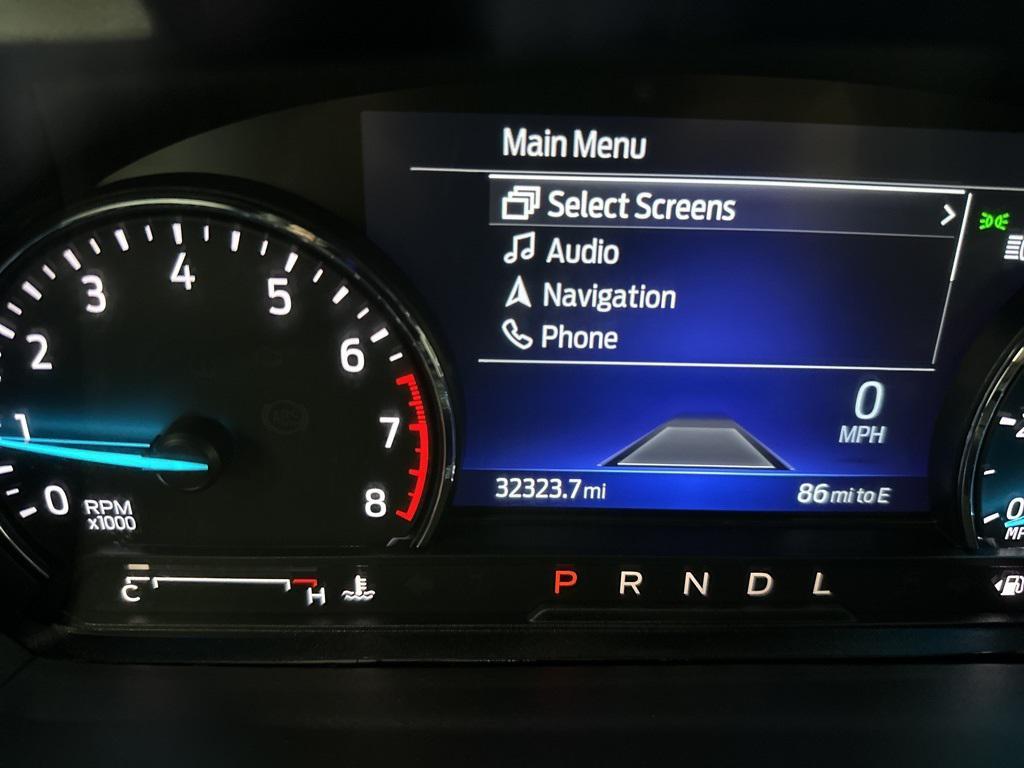 Main Menu
Select Screens
Audio
Navigation
Phone
0
MPH
32323.7 mi
86 mi to E
0
1
2
3
4
5
6
7
8
RPM
x1000
C
H
P R N D L